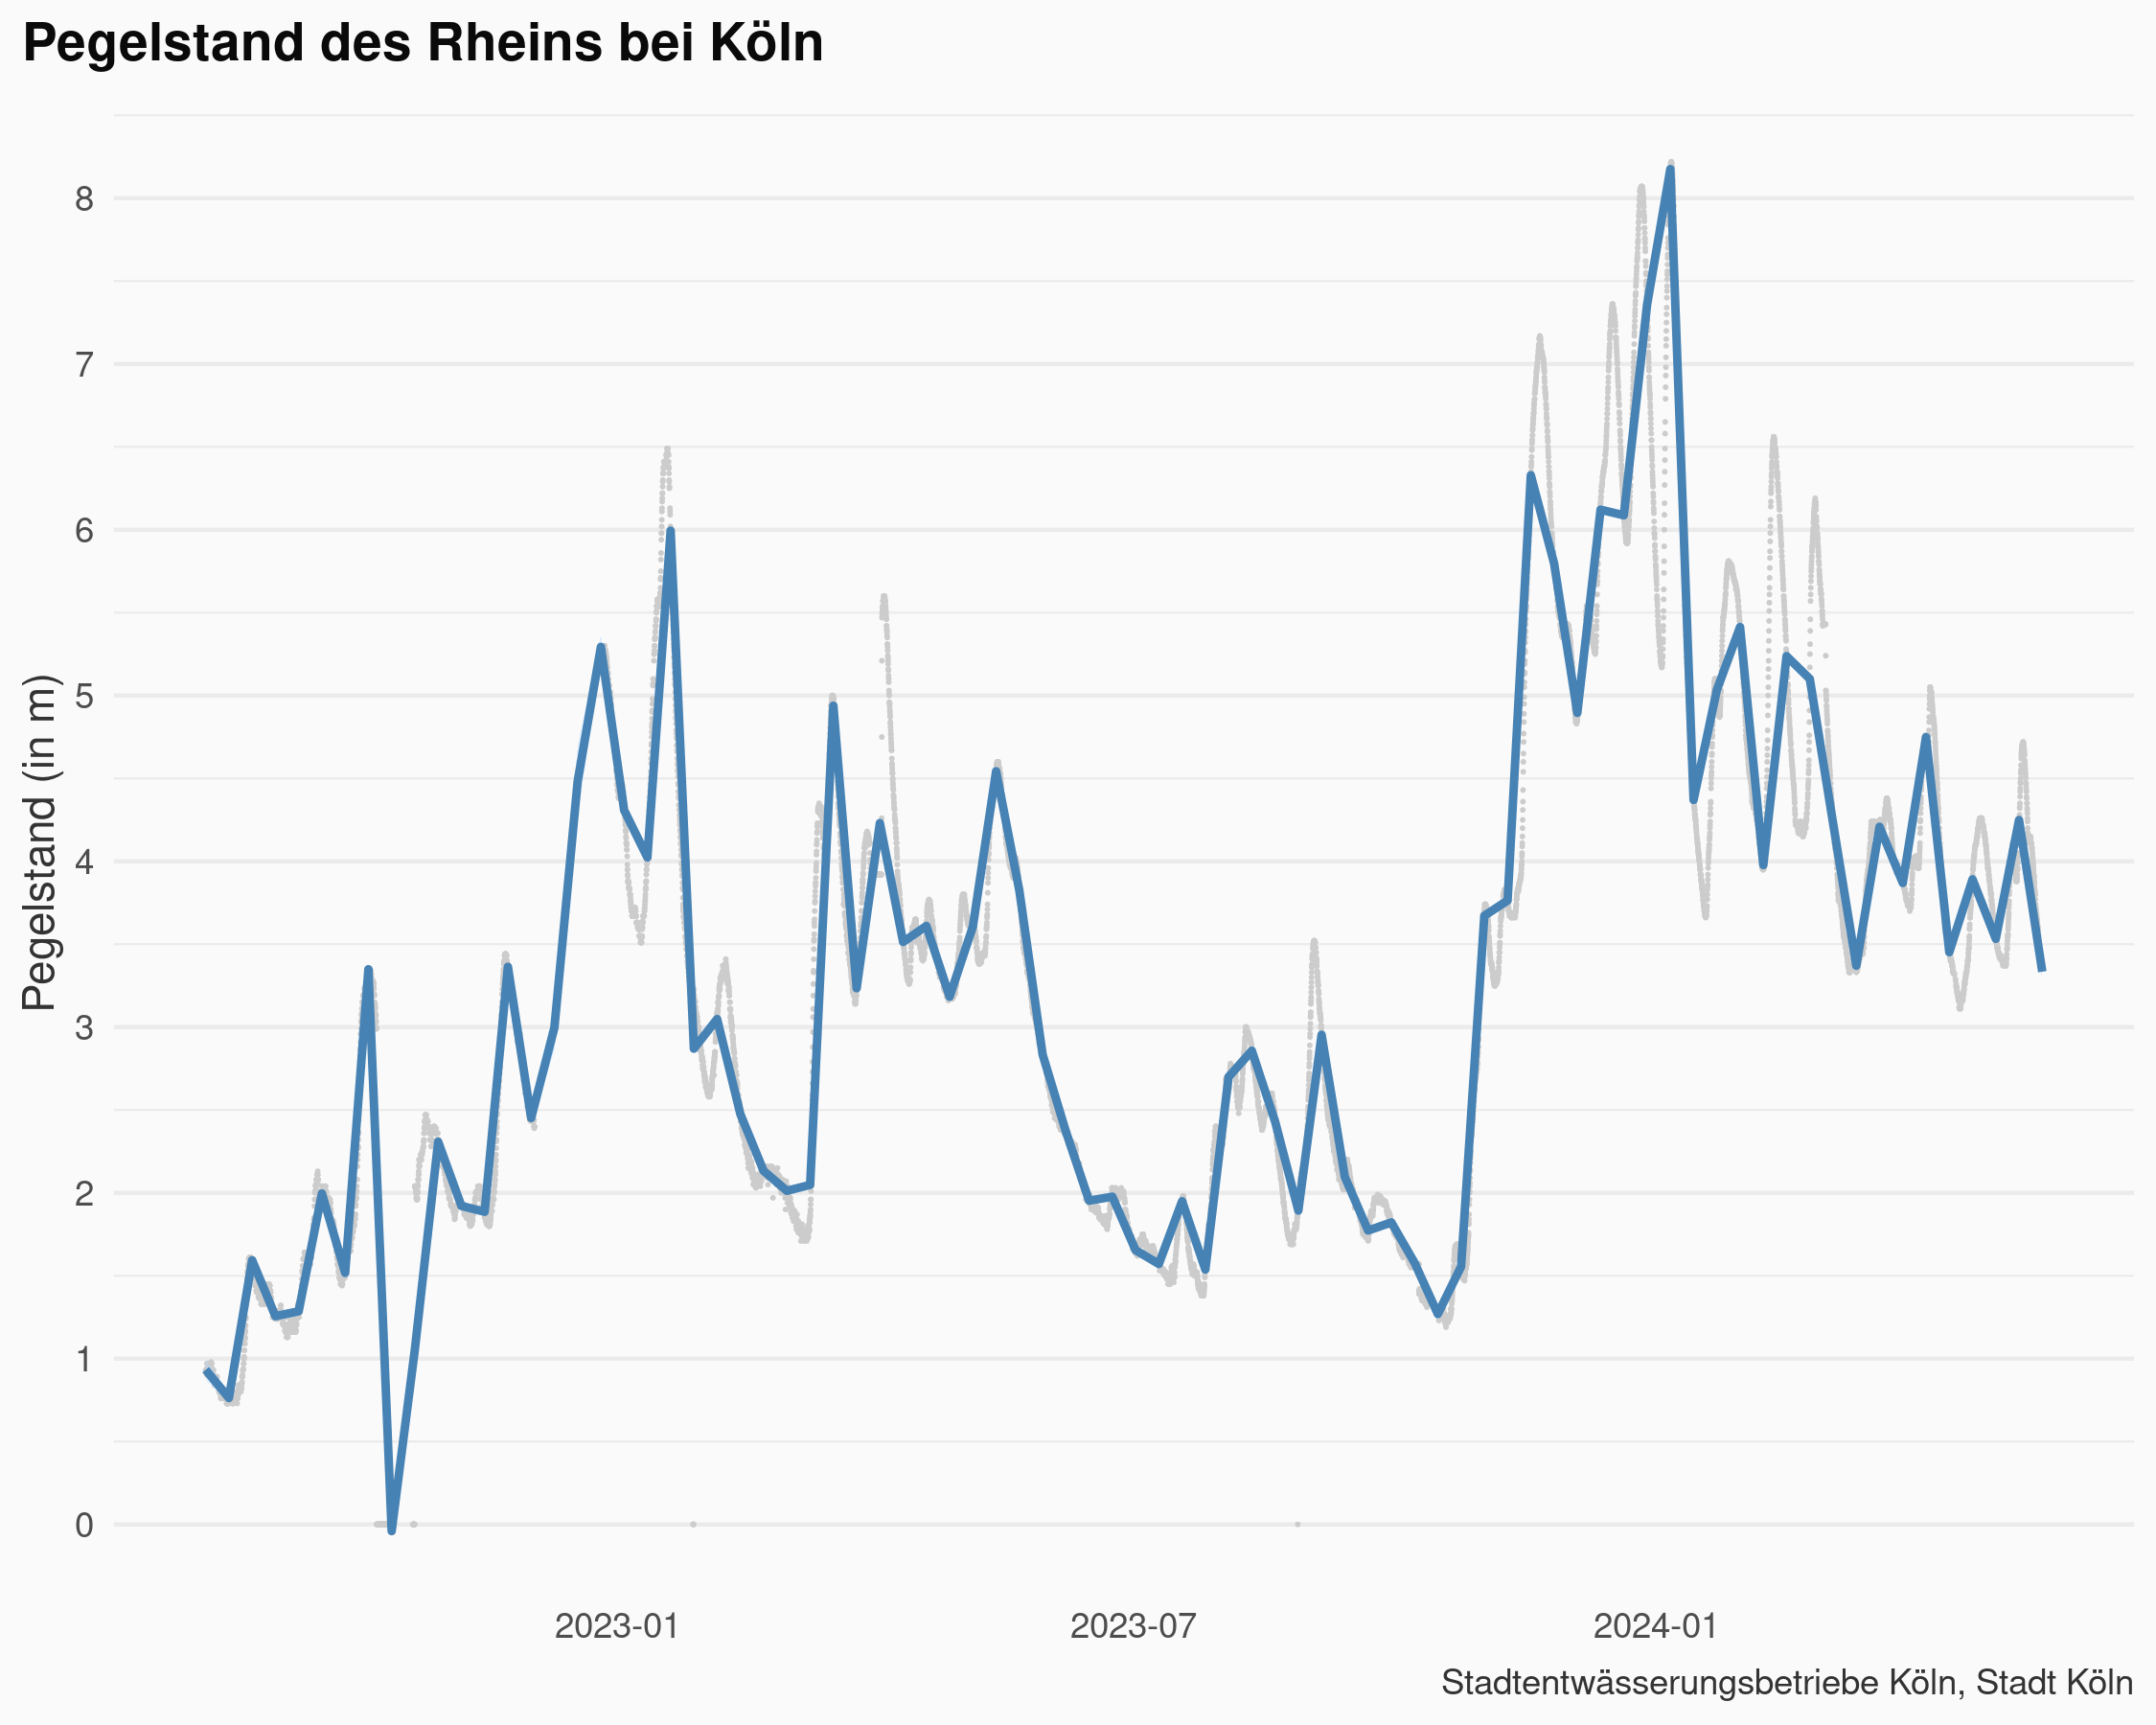 Pegelstand des Rheins bei Köln
Pegelstand (in m)
8
7
6
5
4
3
2
1
0
2023-01 2023-07 2024-01
Stadtentwässerungsbetriebe Köln, Stadt Köln